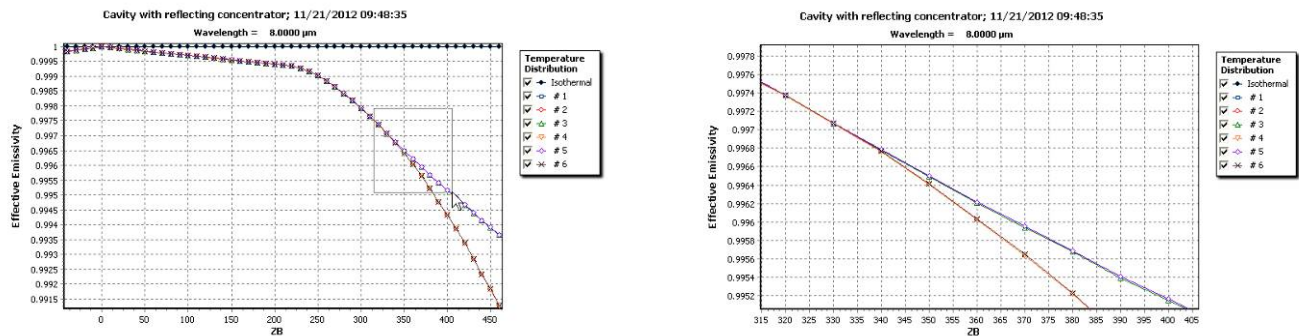 Cavity with reflecting concentrator; 11/21/2012 09:48:35
Wavelength = 8.0000 µm
Effective Emissivity
1
0.9995
0.999
0.9985
0.998
0.9975
0.997
0.9965
0.996
0.9955
0.995
0.9945
0.994
0.9935
0.993
0.9925
0.992
0.9915
0 50 100 150 200 250 300 350 400 450
ZB
Temperature
Distribution
Isothermal
# 1
# 2
# 3
# 4
# 5
# 6
Cavity with reflecting concentrator; 11/21/2012 09:48:35
Wavelength = 8.0000 µm
Effective Emissivity
0.9978
0.9976
0.9974
0.9972
0.997
0.9968
0.9966
0.9964
0.9962
0.996
0.9958
0.9956
0.9954
0.9952
315 320 325 330 335 340 345 350 355 360 365 370 375 380 385 390 395 400 405
ZB
Temperature
Distribution
Isothermal
# 1
# 2
# 3
# 4
# 5
# 6